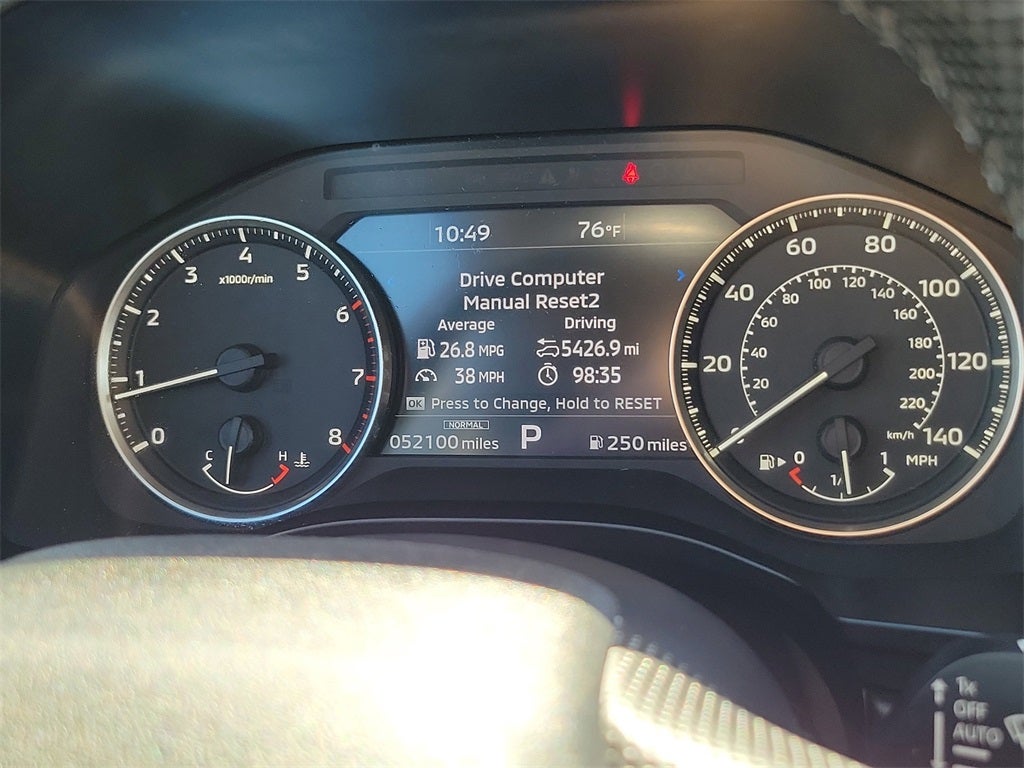 10:49 76°F
Drive Computer
Manual Reset2
Average Driving
26.8 MPG 5426.9 mi
38 MPH 98:35
OK Press to Change, Hold to RESET
NORMAL
052100 miles P 250 miles
0 1 2 3 4 5 6 7 8
x1000r/min
C H
20 40 60 80 100 120 140
20 40 60 80 100 120 140 160 180 200 220
km/h
MPH
0 1/ 1
1x
OFF
AUTO